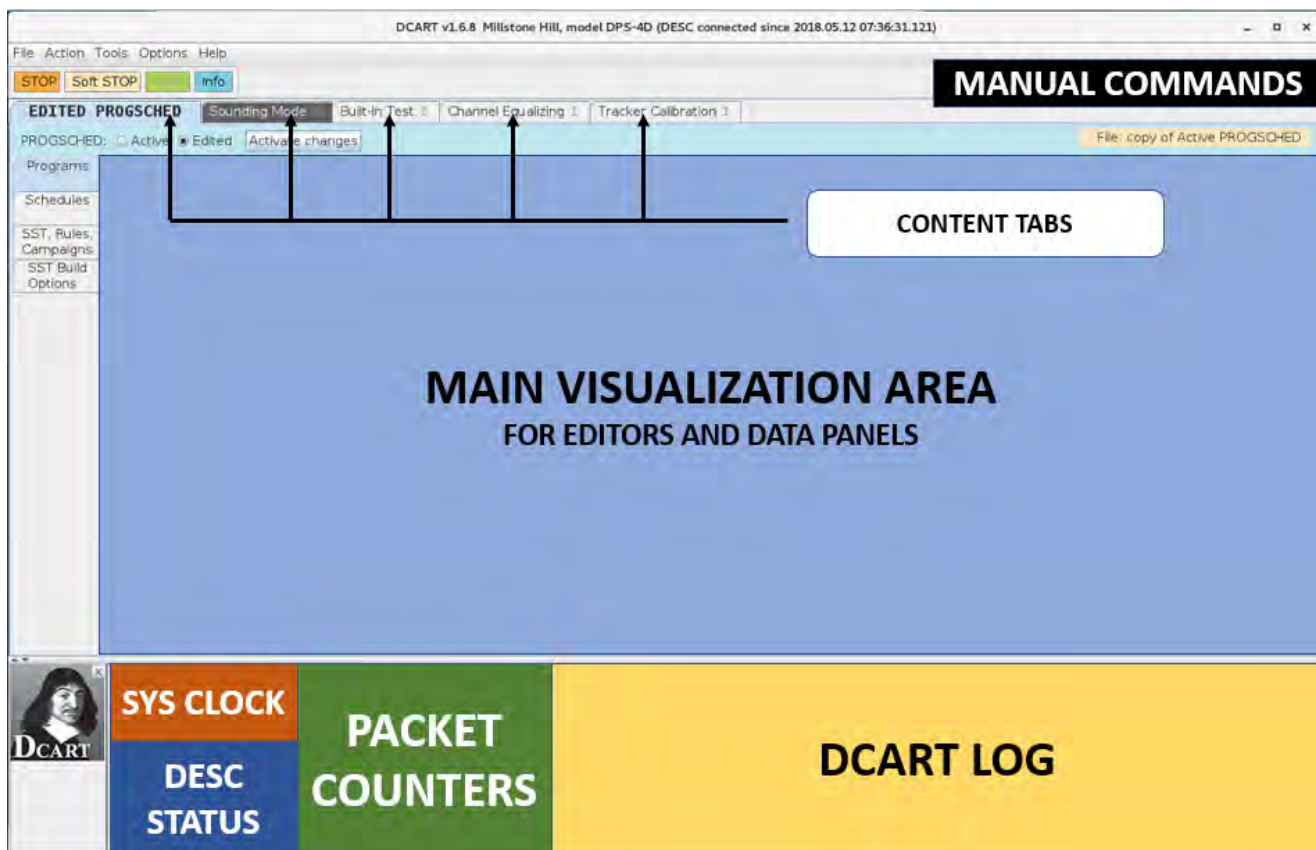 DCART v1.6.8 Millstone Hill, model DPS-4D (DESC connected since 2018.05.12 07:36:31.121)
File Action Tools Options Help
STOP Soft STOP Info
MANUAL COMMANDS
EDITED PROGSCHED Sounding Mode Built-In Test Channel Equalizing Tracker Calibration
PROGSCHED: Active Edited Activate changes File: copy of Active PROGSCHED
Programs
Schedules
SST, Rules,
Campaigns
SST Build
Options
CONTENT TABS
MAIN VISUALIZATION AREA
FOR EDITORS AND DATA PANELS
DCART
SYS CLOCK
DESC
STATUS
PACKET
COUNTERS
DCART LOG